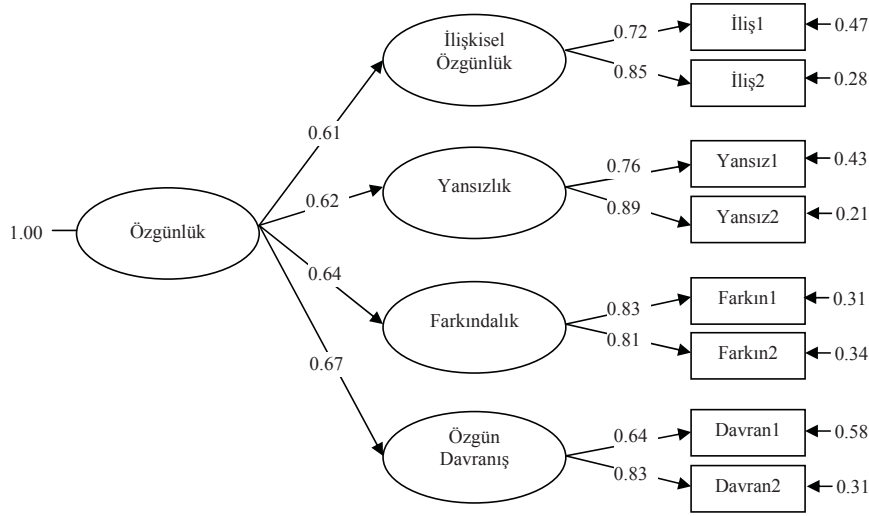 İlişkisel
Özgünlük
0.72
İliş1
0.47
0.85
İliş2
0.28
0.61
Yansızlık
0.76
Yansız1
0.43
0.62
0.89
Yansız2
0.21
1.00
Özgünlük
0.64
Farkındalık
0.83
Farkın1
0.31
0.81
Farkın2
0.34
0.67
Özgün
Davranış
0.64
Davran1
0.58
0.83
Davran2
0.31